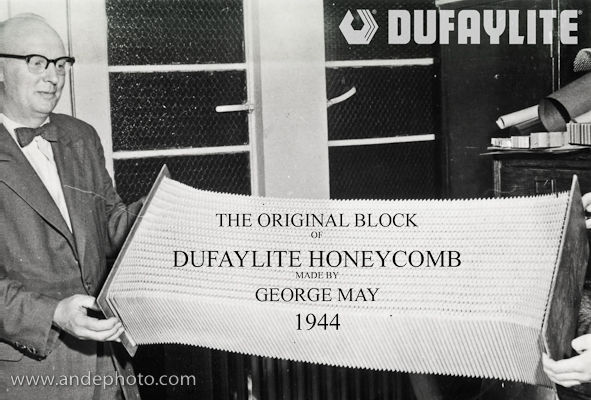 DUFAYLITE
THE ORIGINAL BLOCK
OF
DUFAYLITE HONEYCOMB
MADE BY
GEORGE MAY
1944
www.andephoto.com